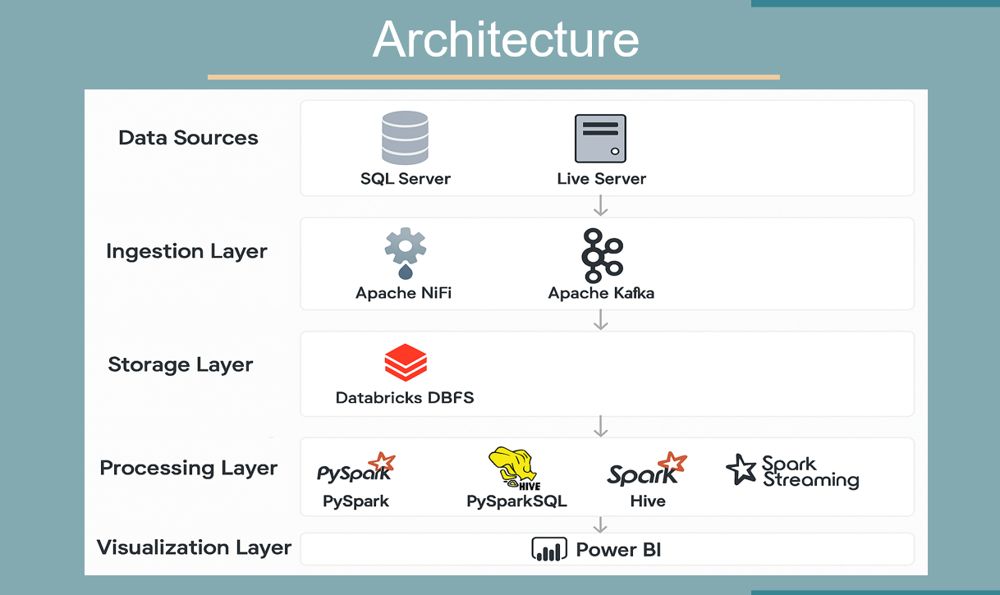 Architecture
Data Sources
SQL Server
Live Server
Ingestion Layer
Apache NiFi
Apache Kafka
Storage Layer
Databricks DBFS
Processing Layer
PySpark
PySpark
HIVE
PySparkSQL
Spark
Hive
Spark
Streaming
Visualization Layer
Power BI